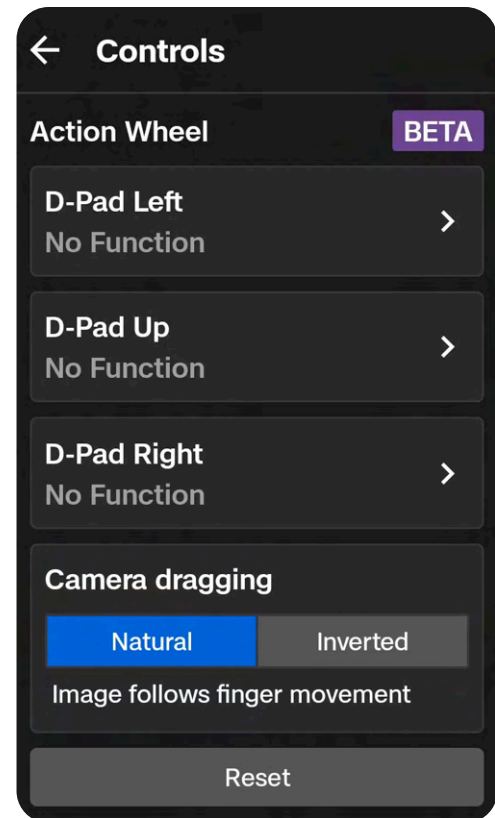 Controls
Action Wheel BETA
D-Pad Left
No Function
D-Pad Up
No Function
D-Pad Right
No Function
Camera dragging
Natural Inverted
Image follows finger movement
Reset